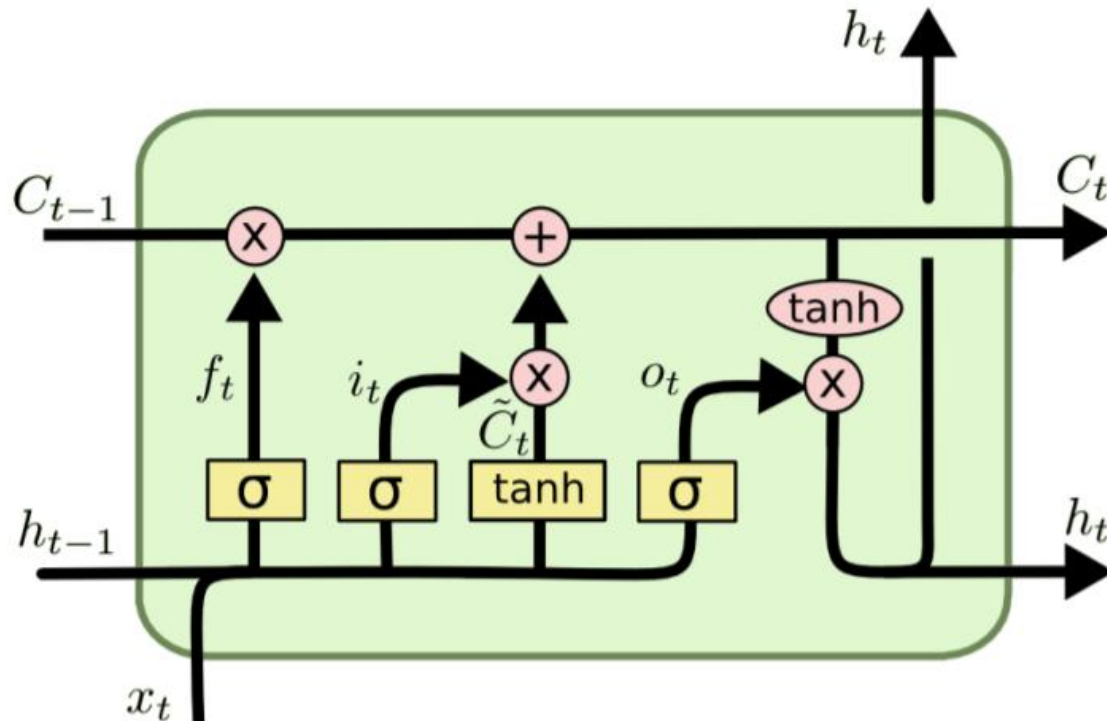 h_t
C_{t-1}
C_t
x
+
tanh
f_t
i_t
x
o_t
x
C̃_t
σ
σ
tanh
σ
h_{t-1}
h_t
x_t